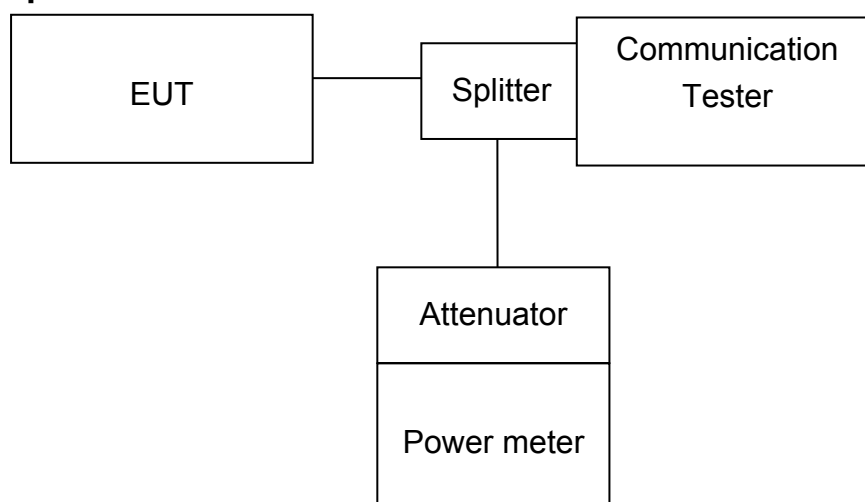 EUT
Splitter
Communication
Tester
Attenuator
Power meter